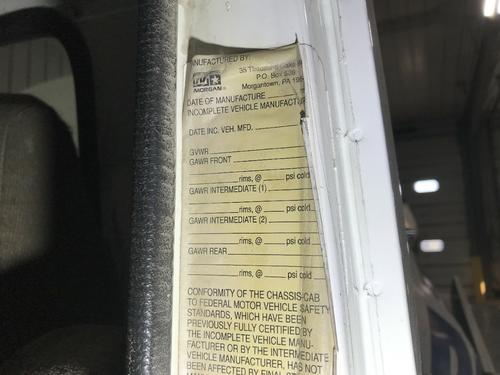 MANUFACTURED BY:
P.O. Box
MORGAN
Morgantown, PA
DATE OF MANUFACTURE
INCOMPLETE VEHICLE MANUFACTUR
DATE INC. VEH. MFD.
GVWR
GAWR FRONT
rims, @ psi cold
GAWR INTERMEDIATE (1)
rims, @ psi cold
GAWR INTERMEDIATE (2)
rims, @ psi cold
GAWR REAR
rims, @ psi cold
CONFORMITY OF THE CHASSIS-CAB
TO FEDERAL MOTOR VEHICLE SAFETY
STANDARDS, WHICH HAVE BEEN
PREVIOUSLY FULLY CERTIFIED BY
THE INCOMPLETE VEHICLE MANU-
FACTURER OR BY THE INTERMEDIATE
VEHICLE MANUFACTURER, HAS NOT
BEEN AFFECTED BY FINAL